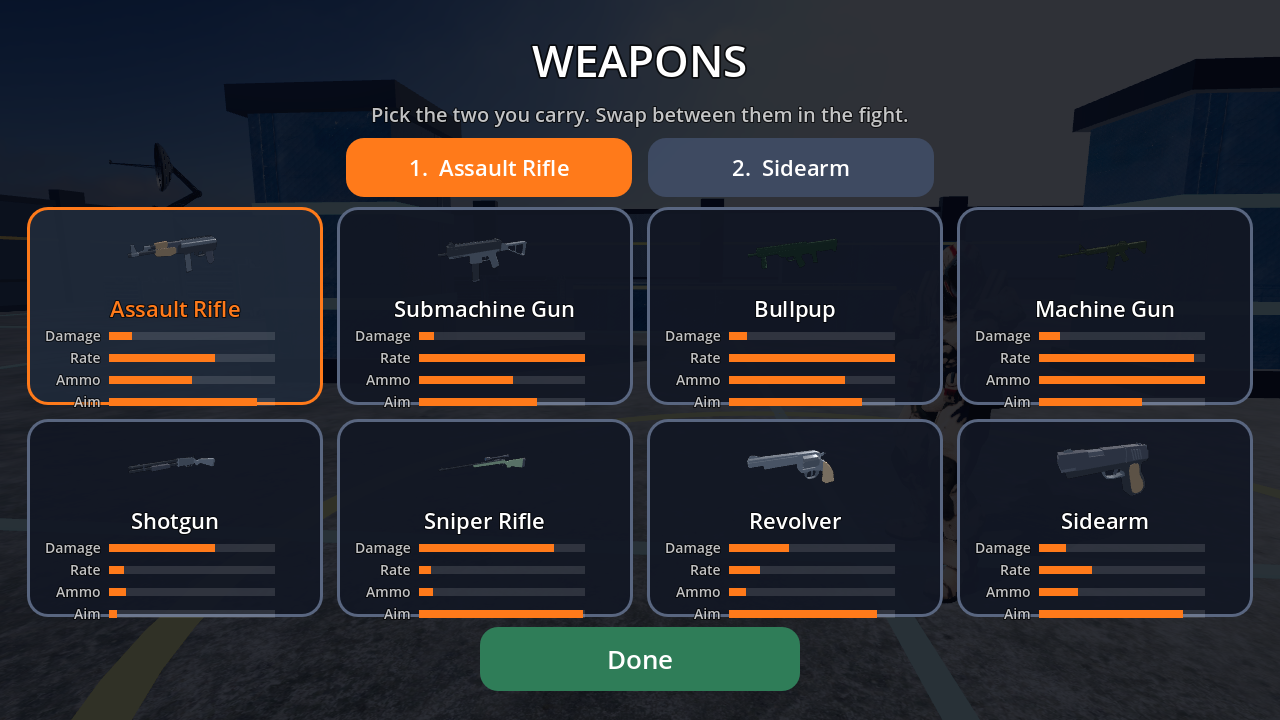 WEAPONS
Pick the two you carry. Swap between them in the fight.
1. Assault Rifle
2. Sidearm
Assault Rifle
Damage
Rate
Ammo
Aim
Submachine Gun
Damage
Rate
Ammo
Aim
Bullpup
Damage
Rate
Ammo
Aim
Machine Gun
Damage
Rate
Ammo
Aim
Shotgun
Damage
Rate
Ammo
Aim
Sniper Rifle
Damage
Rate
Ammo
Aim
Revolver
Damage
Rate
Ammo
Aim
Sidearm
Damage
Rate
Ammo
Aim
Done